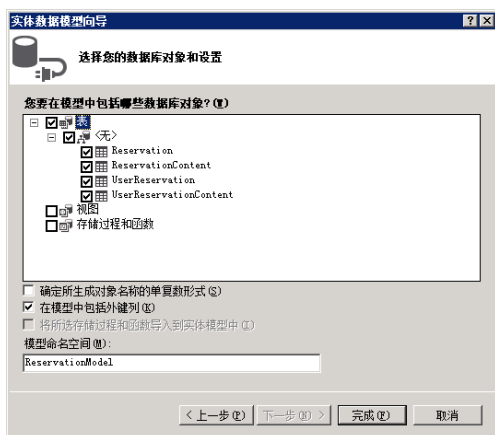 实体数据模型向导
选择您的数据库对象和设置
您要在模型中包括哪些数据库对象?(T)
表
<无>
Reservation
ReservationContent
UserReservation
UserReservationContent
视图
存储过程和函数
确定所生成对象名称的单复数形式(S)
在模型中包括外键列(K)
将所选存储过程和函数导入到实体模型中(I)
模型命名空间(M):
ReservationModel
< 上一步(P) 下一步(N) > 完成(F) 取消